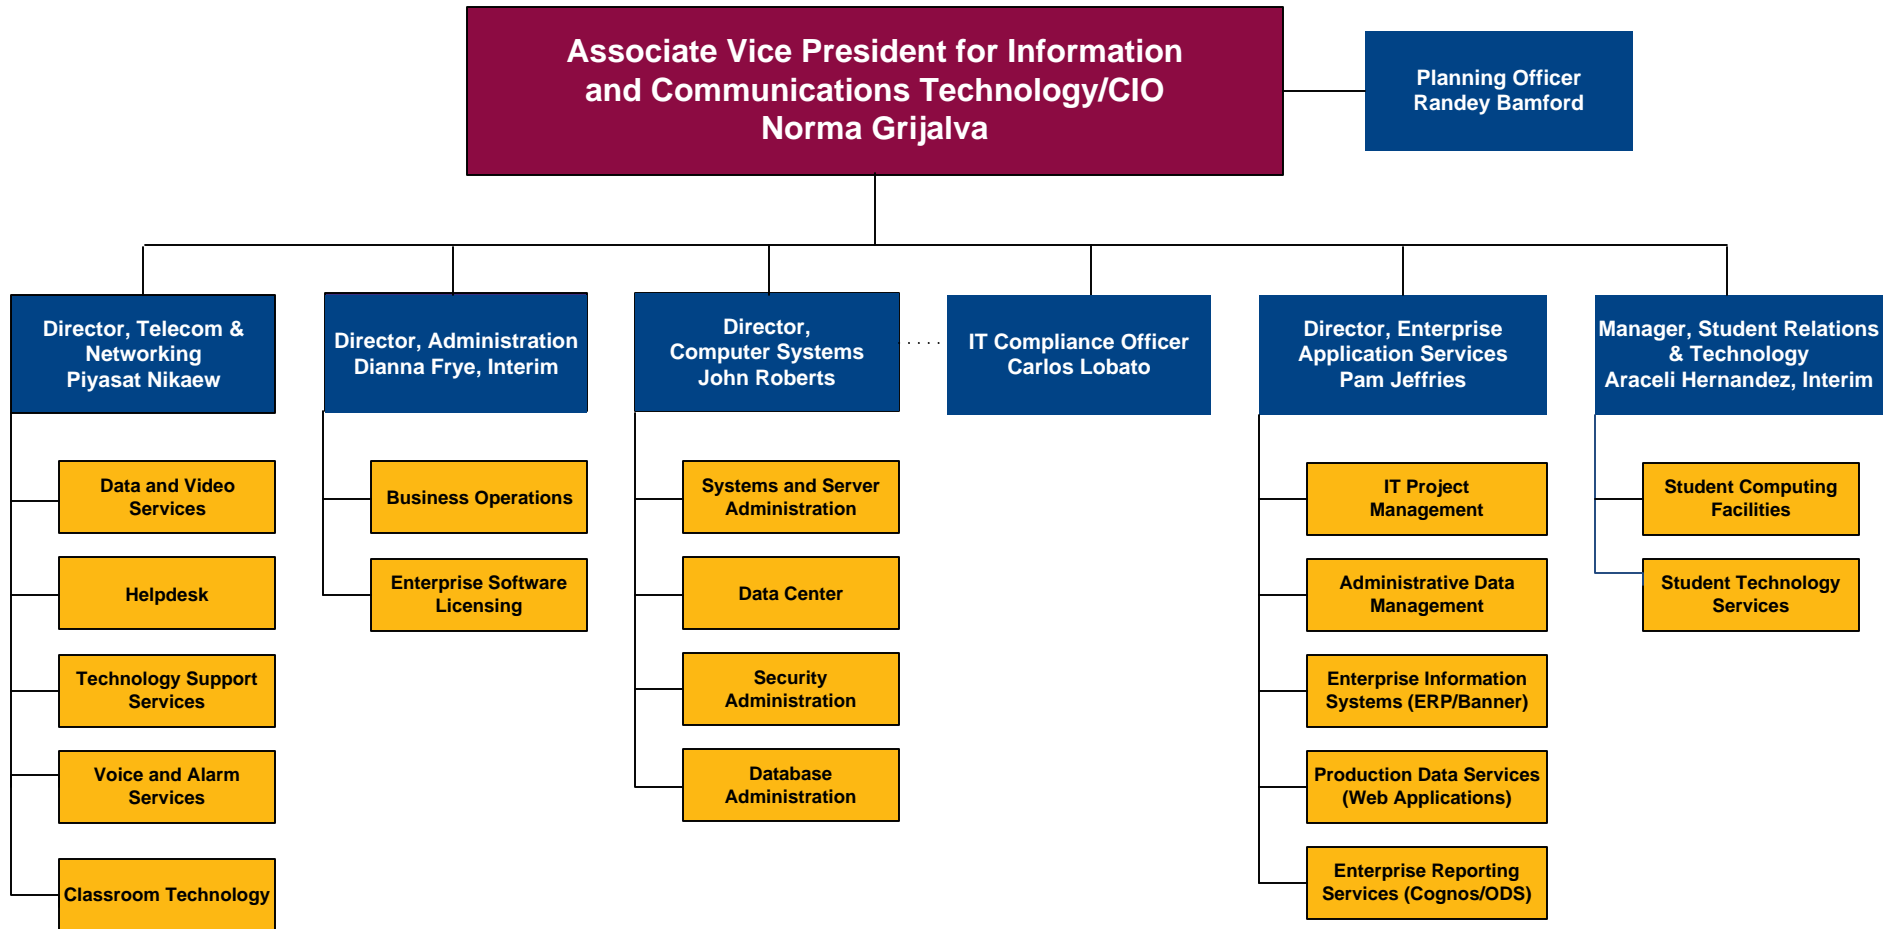 Associate Vice President for Information
and Communications Technology/CIO
Norma Grijalva
Planning Officer
Randey Bamford
Director, Telecom &
Networking
Piyasat Nikaew
Director, Administration
Dianna Frye, Interim
Director,
Computer Systems
John Roberts
IT Compliance Officer
Carlos Lobato
Director, Enterprise
Application Services
Pam Jeffries
Manager, Student Relations
& Technology
Araceli Hernandez, Interim
Data and Video
Services
Helpdesk
Technology Support
Services
Voice and Alarm
Services
Classroom Technology
Business Operations
Enterprise Software
Licensing
Systems and Server
Administration
Data Center
Security
Administration
Database
Administration
IT Project
Management
Administrative Data
Management
Enterprise Information
Systems (ERP/Banner)
Production Data Services
(Web Applications)
Enterprise Reporting
Services (Cognos/ODS)
Student Computing
Facilities
Student Technology
Services